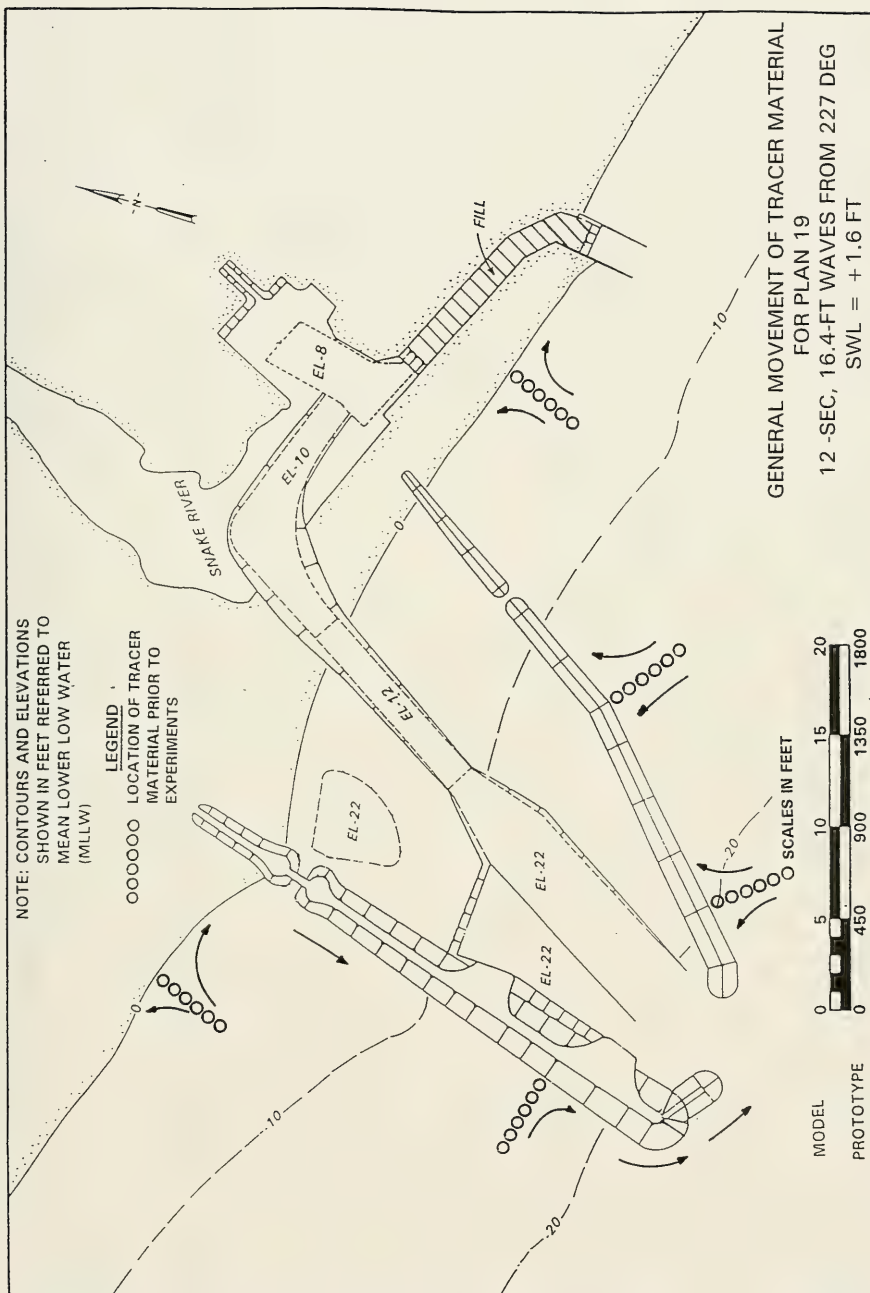 NOTE: CONTOURS AND ELEVATIONS
SHOWN IN FEET REFERRED TO
MEAN LOWER LOW WATER
(MLLW)
LEGEND
OOOOOO LOCATION OF TRACER
MATERIAL PRIOR TO
EXPERIMENTS
-N-
SNAKE RIVER
EL-8
EL-10
FILL
EL-12
EL-22
EL-22
EL-22
0
0
-10
-10
-20
-20
GENERAL MOVEMENT OF TRACER MATERIAL
FOR PLAN 19
12 -SEC, 16.4-FT WAVES FROM 227 DEG
SWL = +1.6 FT
SCALES IN FEET
MODEL 0 5 10 15 20
PROTOTYPE 0 450 900 1350 1800